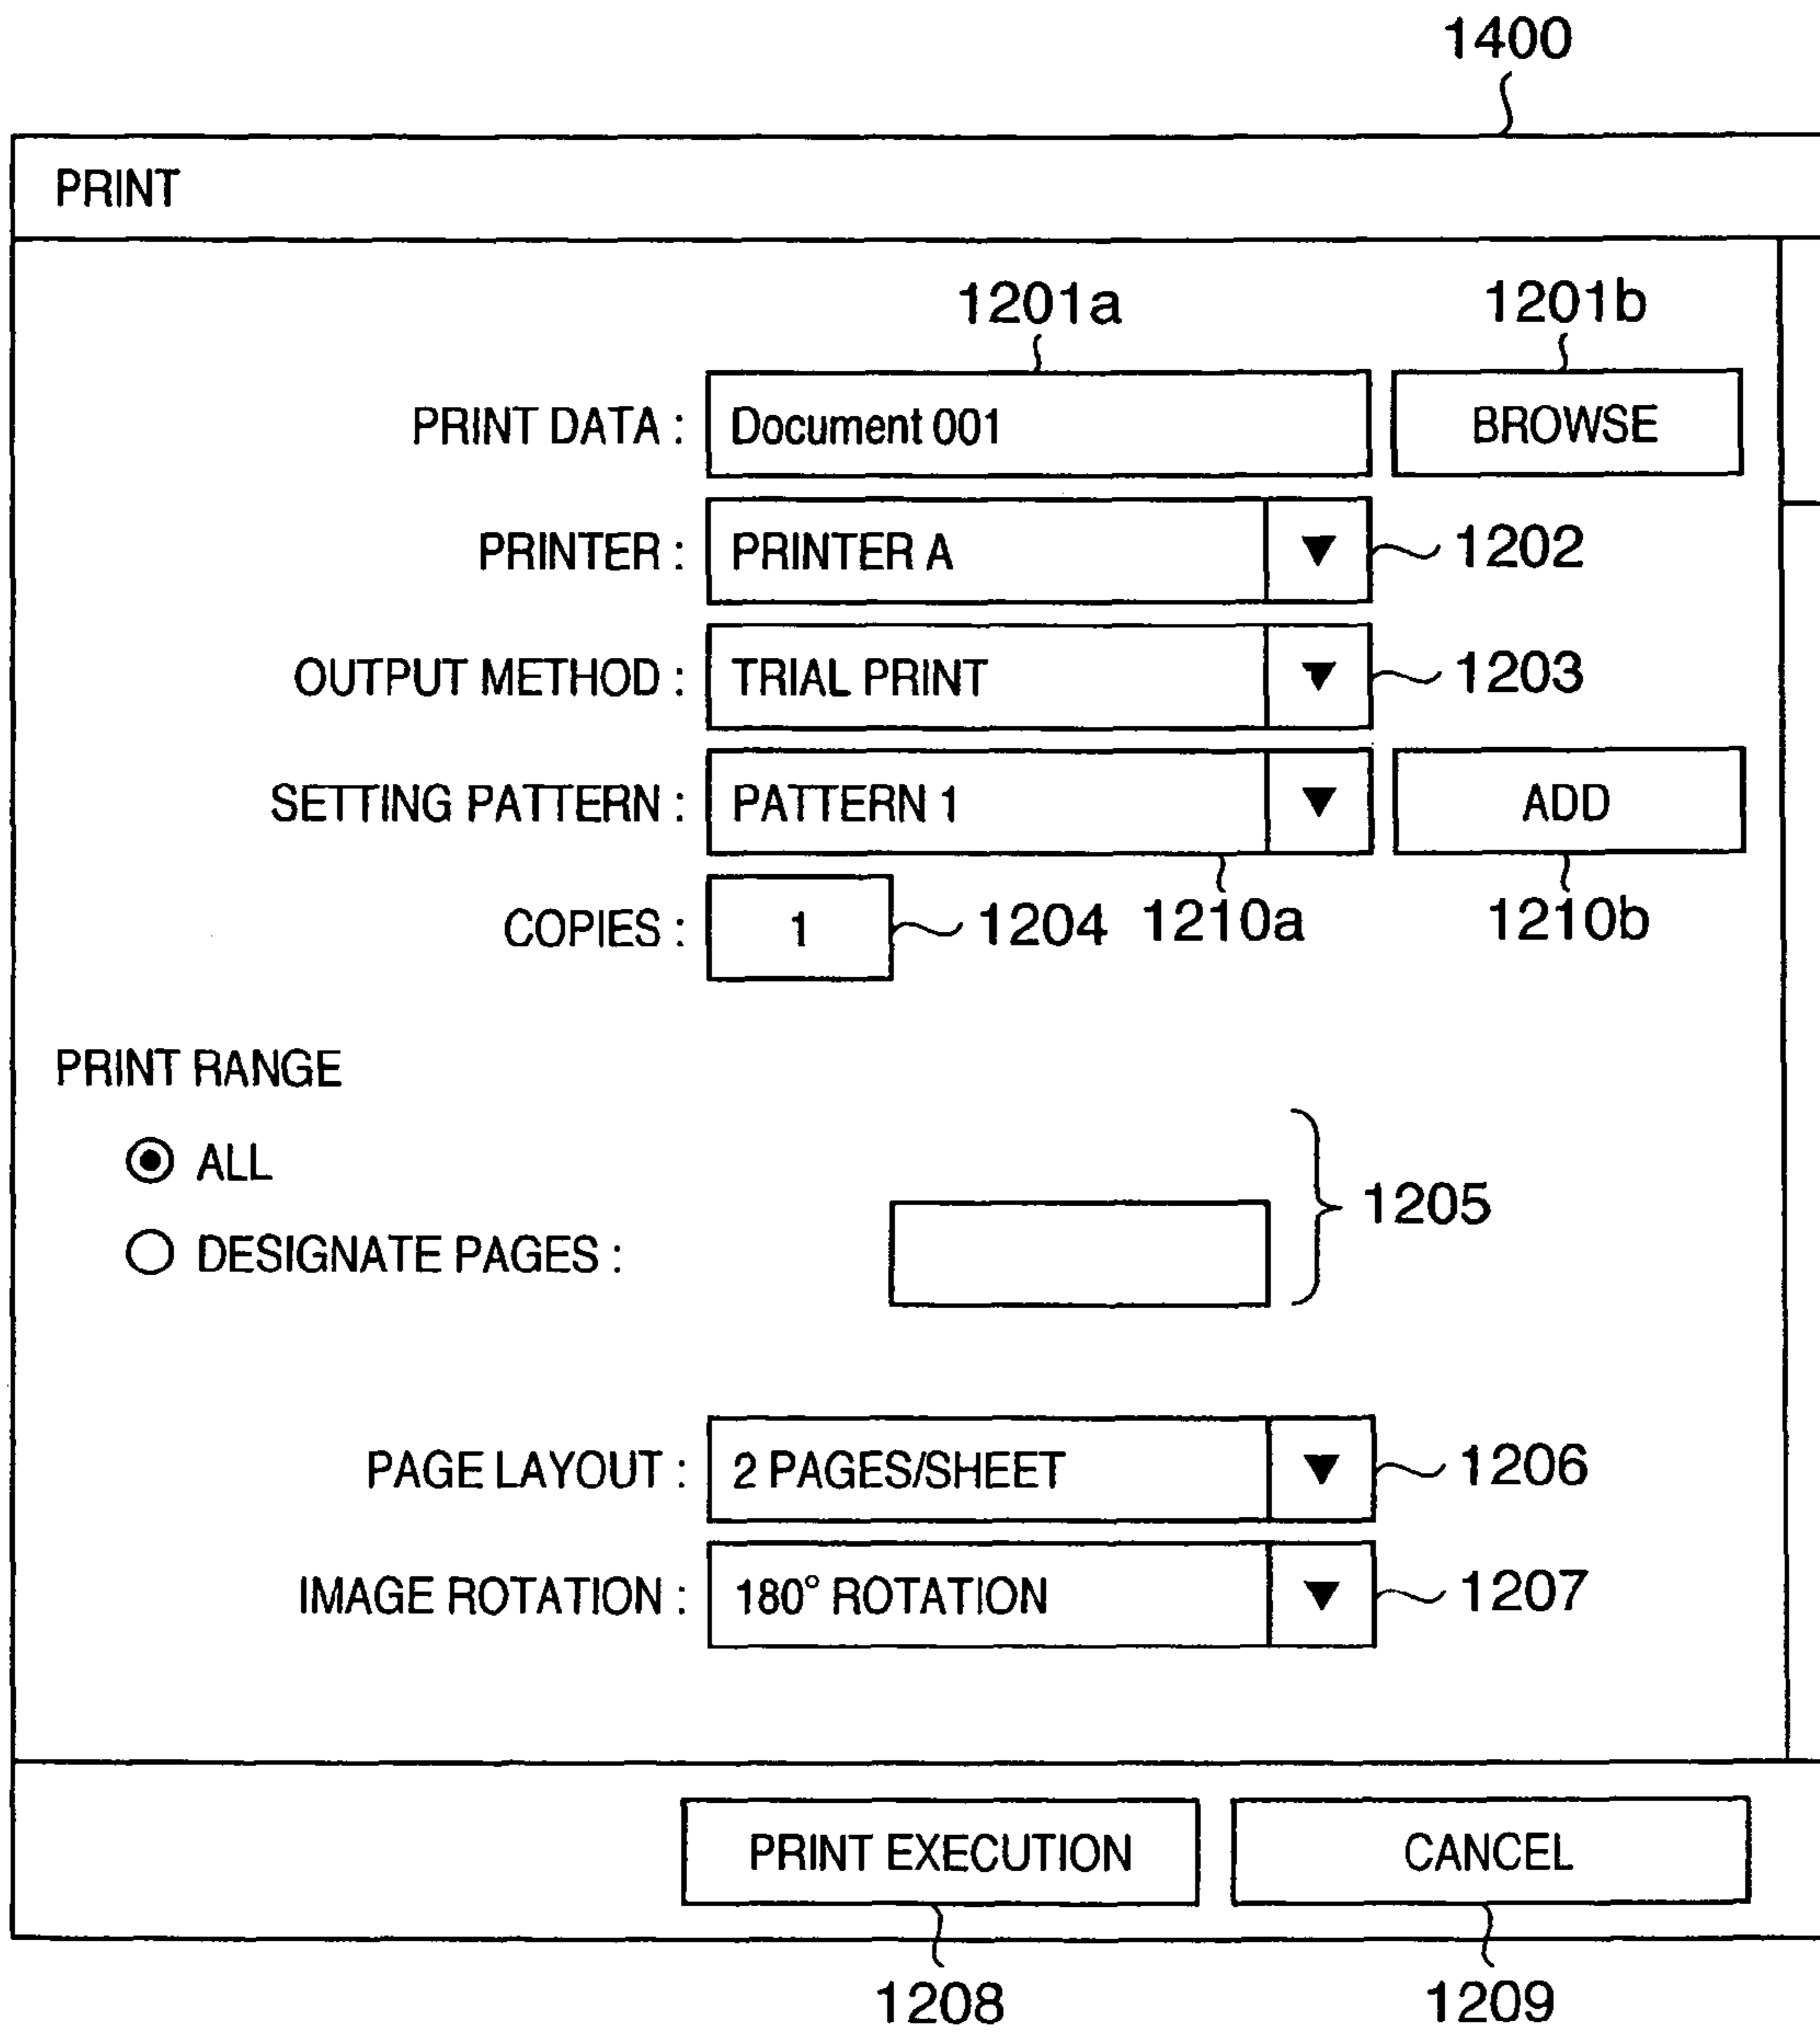 1400
PRINT
1201a 1201b
PRINT DATA : Document 001 BROWSE
PRINTER : PRINTER A ▼ 1202
OUTPUT METHOD : TRIAL PRINT ▼ 1203
SETTING PATTERN : PATTERN 1 ▼ ADD
COPIES : 1 1204 1210a 1210b
PRINT RANGE
ALL
1205
DESIGNATE PAGES :
PAGE LAYOUT : 2 PAGES/SHEET ▼ 1206
IMAGE ROTATION : 180° ROTATION ▼ 1207
PRINT EXECUTION CANCEL
1208 1209